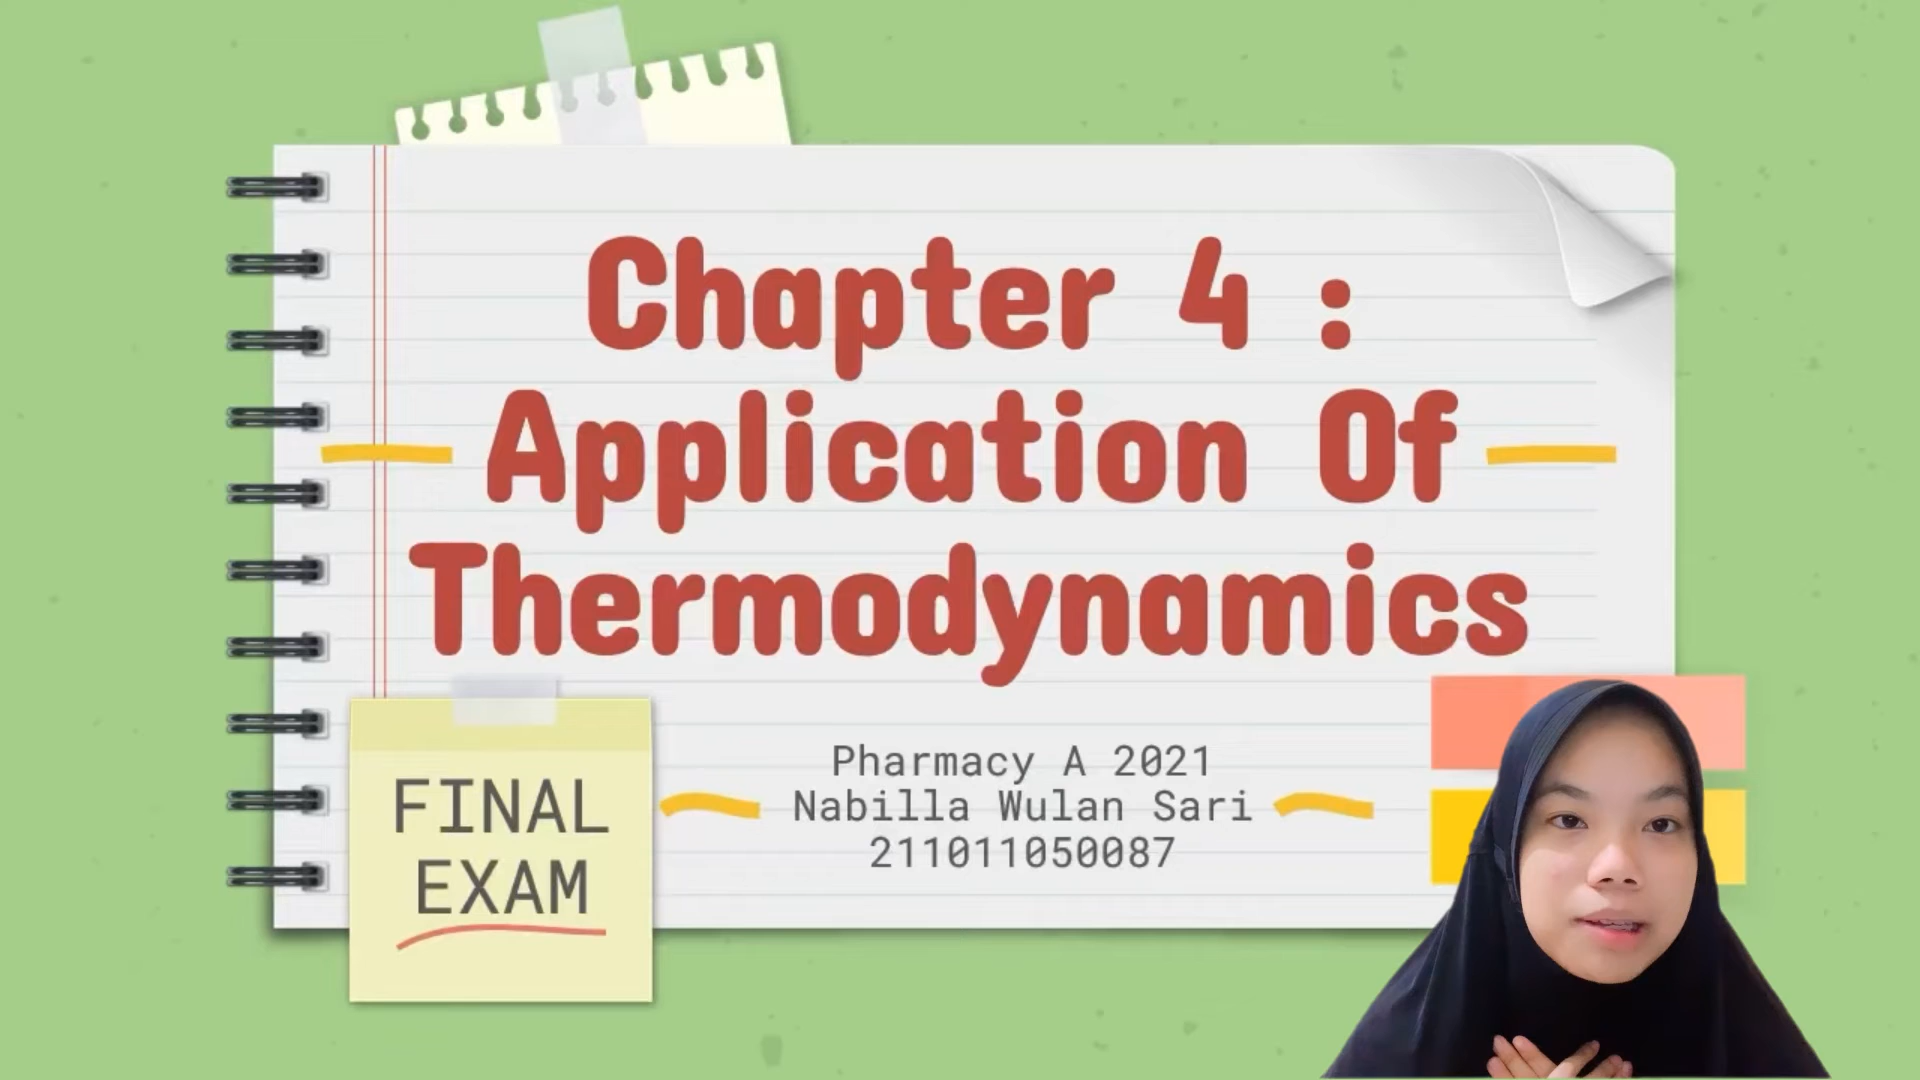 Chapter 4 :
Application Of
Thermodynamics
FINAL
EXAM
Pharmacy A 2021
Nabilla Wulan Sari
211011050087